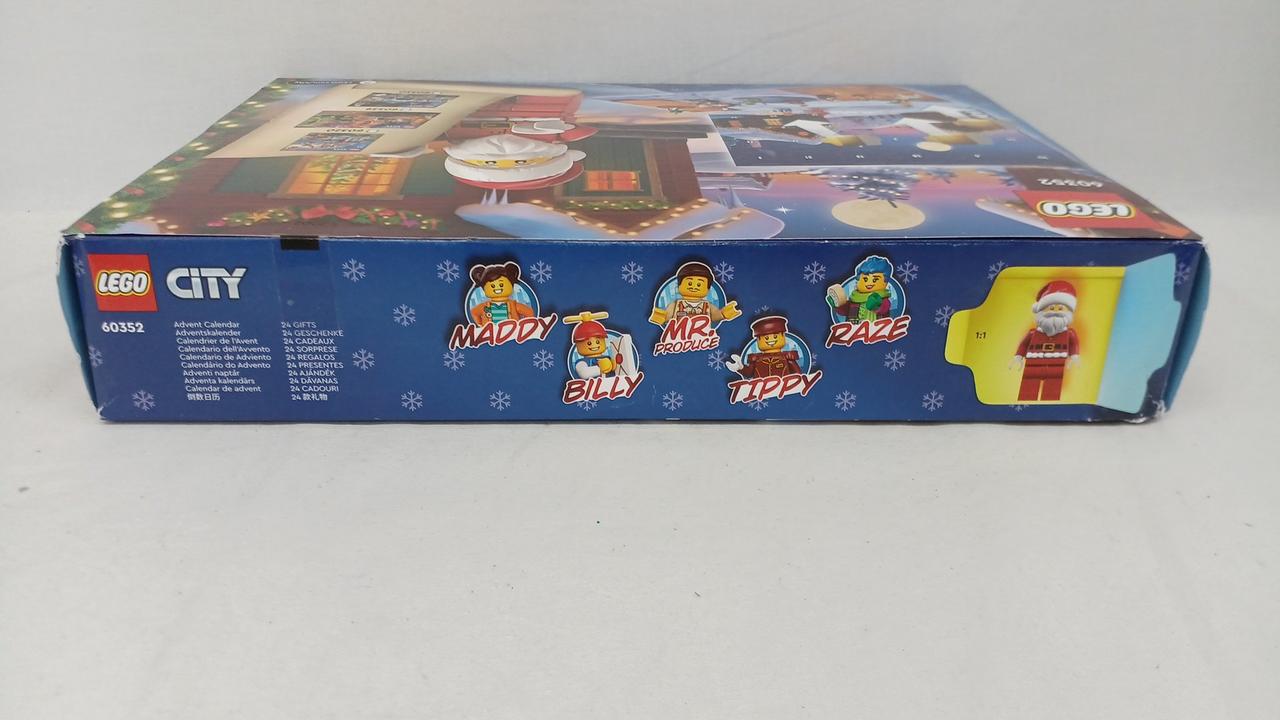 60352
LEGO
LEGO
CITY
60352
Advent Calendar
Adventskalender
Calendrier de l'Avent
Calendario dell'Avvento
Calendario de Adviento
Calendário do Advento
Adventi naptár
Adventa kalendārs
Calendar de advent
倒数日历
24 GIFTS
24 GESCHENKE
24 CADEAUX
24 SORPRESE
24 REGALOS
24 PRESENTES
24 AJÁNDÉK
24 DĀVANAS
24 CADOURI
24 款礼物
MADDY
BILLY
MR.
PRODUCE
TIPPY
RAZE
1:1